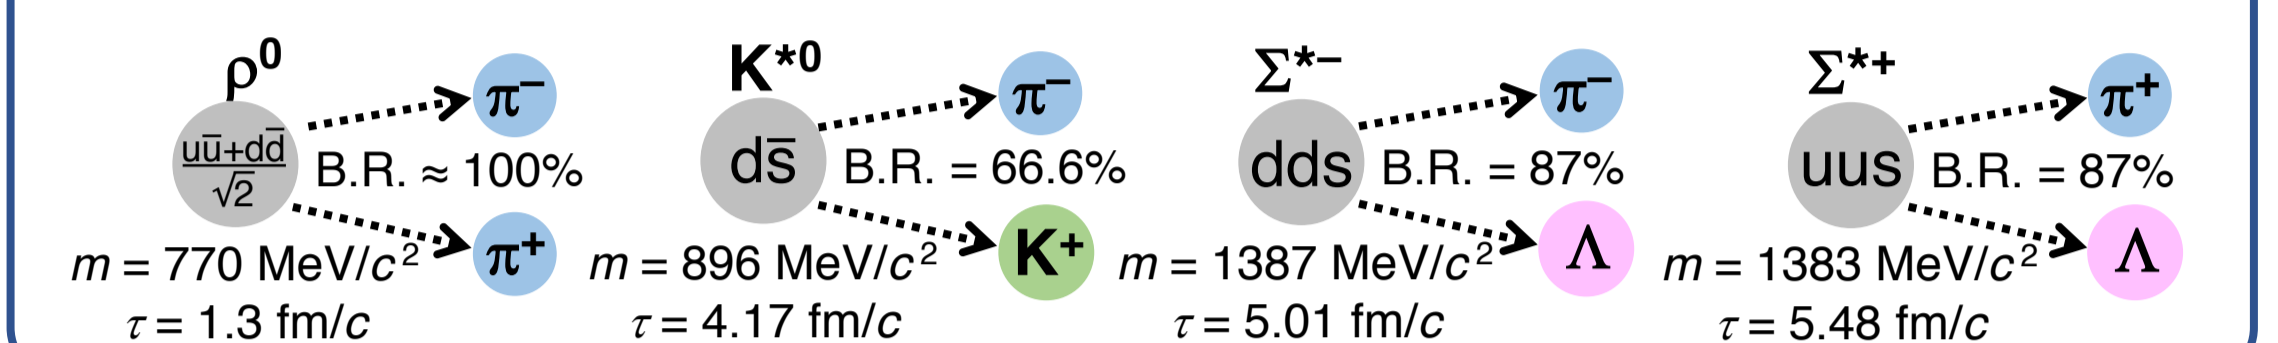 ρ⁰ π⁻
(uū+dd̄)/√2 B.R. ≈ 100%
π⁺
m = 770 MeV/c²
τ = 1.3 fm/c
K*⁰ π⁻
ds̄ B.R. = 66.6%
K⁺
m = 896 MeV/c²
τ = 4.17 fm/c
Σ*⁻ π⁻
dds B.R. = 87%
Λ
m = 1387 MeV/c²
τ = 5.01 fm/c
Σ*⁺ π⁺
uus B.R. = 87%
Λ
m = 1383 MeV/c²
τ = 5.48 fm/c